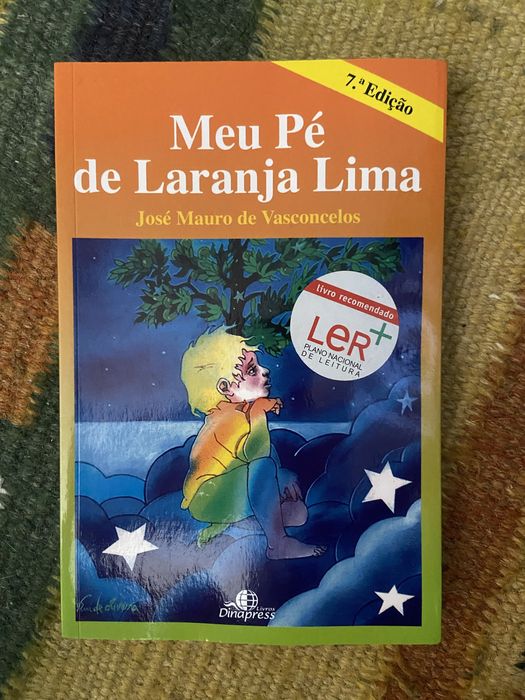 7.ª Edição
Meu Pé
de Laranja Lima
José Mauro de Vasconcelos
livro recomendado
LeR+
PLANO NACIONAL
DE LEITURA
Livros
Dinapress